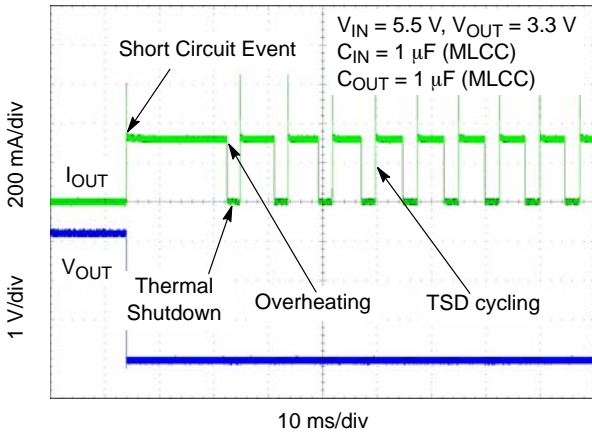 V_IN = 5.5 V, V_OUT = 3.3 V
C_IN = 1 μF (MLCC)
C_OUT = 1 μF (MLCC)
Short Circuit Event
200 mA/div
I_OUT
V_OUT
1 V/div
Thermal
Shutdown
Overheating
TSD cycling
10 ms/div